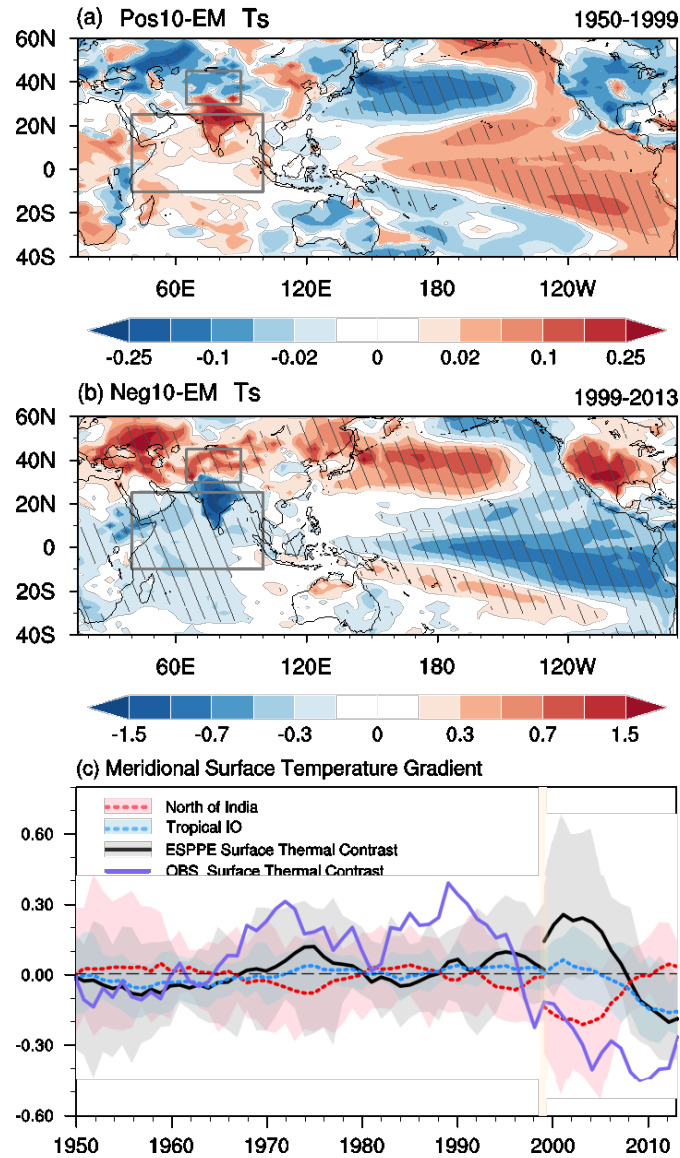 (a) Pos10-EM Ts 1950-1999
60N
40N
20N
0
20S
40S
60E 120E 180 120W
-0.25 -0.1 -0.02 0 0.02 0.1 0.25
(b) Neg10-EM Ts 1999-2013
60N
40N
20N
0
20S
40S
60E 120E 180 120W
-1.5 -0.7 -0.3 0 0.3 0.7 1.5
(c) Meridional Surface Temperature Gradient
North of India
Tropical IO
ESPPE Surface Thermal Contrast
OBS Surface Thermal Contrast
0.60
0.30
0.00
-0.30
-0.60
1950 1960 1970 1980 1990 2000 2010